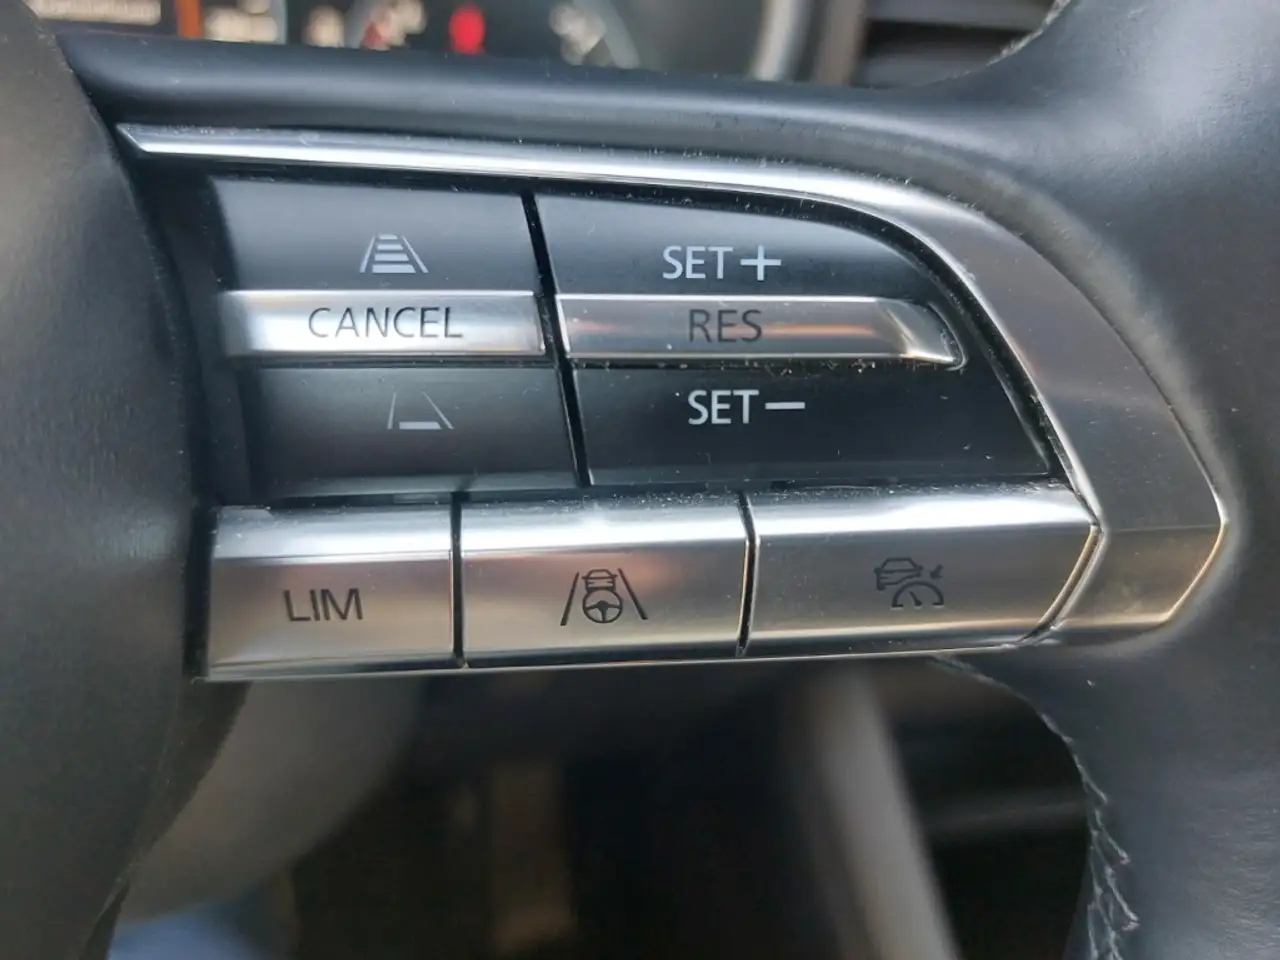 SET+
CANCEL
RES
SET-
LIM